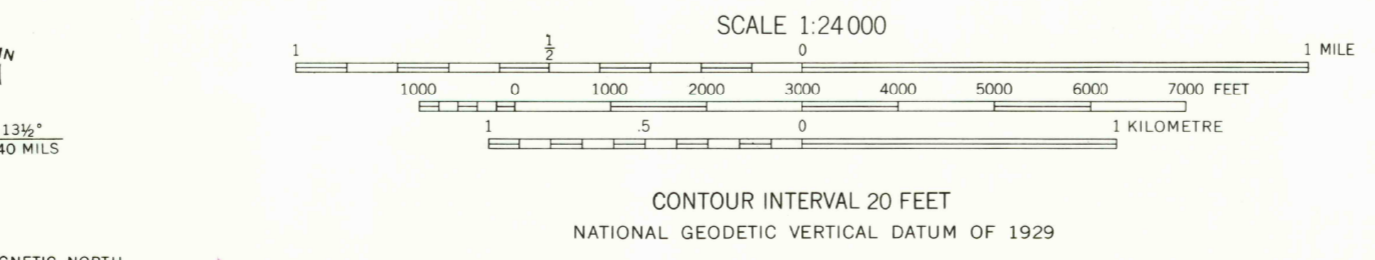 SCALE 1:24 000
1 1/2 0 1 MILE
1000 0 1000 2000 3000 4000 5000 6000 7000 FEET
1 .5 0 1 KILOMETRE
13½°
40 MILS
CONTOUR INTERVAL 20 FEET
NATIONAL GEODETIC VERTICAL DATUM OF 1929